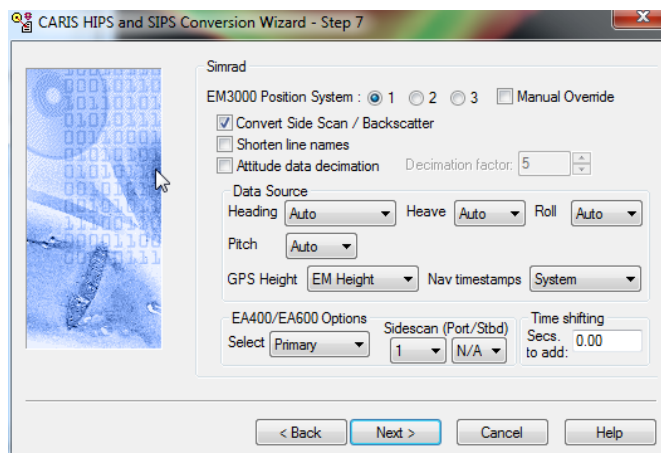 CARIS HIPS and SIPS Conversion Wizard - Step 7
Simrad
EM3000 Position System : 1 2 3 Manual Override
Convert Side Scan / Backscatter
Shorten line names
Attitude data decimation Decimation factor: 5
Data Source
Heading Auto Heave Auto Roll Auto
Pitch Auto
GPS Height EM Height Nav timestamps System
EA400/EA600 Options
Select Primary
Sidescan (Port/Stbd)
1 N/A
Time shifting
Secs.
to add: 0.00
< Back Next > Cancel Help